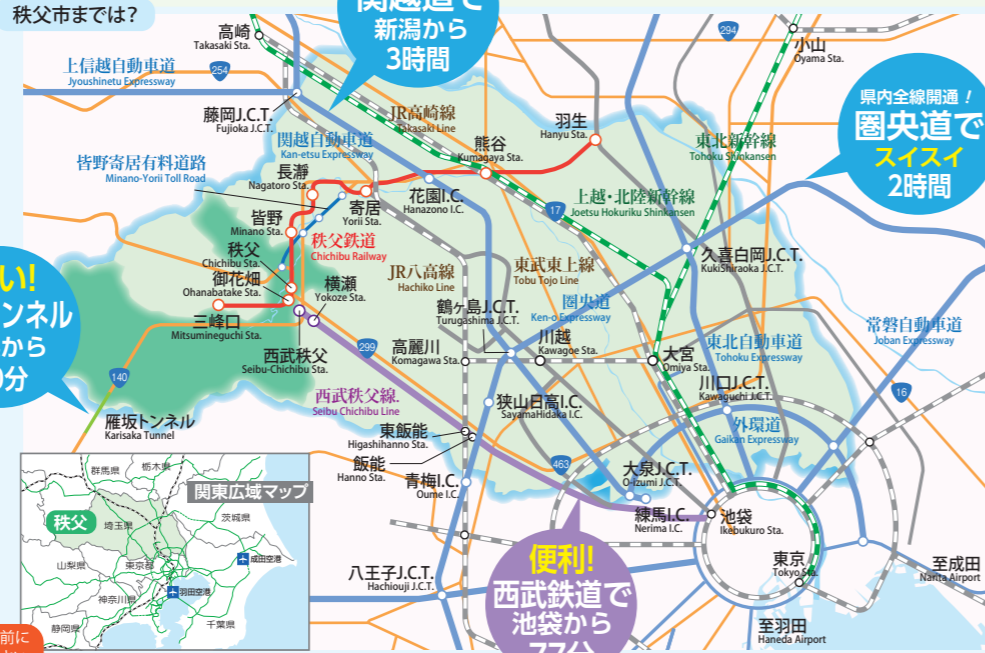 秩父市までは?
関越道で
新潟から
3時間
県内全線開通!
圏央道で
スイスイ
2時間
高崎
Takasaki Sta.
小山
Oyama Sta.
294
上信越自動車道
Jyoushinetu Expressway
254
藤岡J.C.T.
Fujioka J.C.T.
JR高崎線
Takasaki Line
羽生
Hanyu Sta.
関越自動車道
Kan-etsu Expressway
熊谷
Kumagaya Sta.
東北新幹線
Tohoku Shinkansen
皆野寄居有料道路
Minano-Yorii Toll Road
長瀞
Nagatoro Sta.
寄居
Yorii Sta.
花園I.C.
Hanazono I.C.
上越・北陸新幹線
Joetsu Hokuriku Shinkansen
17
皆野
Minano Sta.
秩父鉄道
Chichibu Railway
秩父
Chichibu Sta.
御花畑
Ohanabatake Sta.
横瀬
Yokoze Sta.
三峰口
Mitsumineguchi Sta.
西武秩父
Seibu-Chichibu Sta.
JR八高線
Hachiko Line
東武東上線
Tobu Tojo Line
久喜白岡J.C.T.
KukiShiraoka J.C.T.
圏央道
Ken-o Expressway
鶴ヶ島J.C.T.
Turugashima J.C.T.
川越
Kawagoe Sta.
高麗川
Komagawa Sta.
299
大宮
Omiya Sta.
東北自動車道
Tohoku Expressway
常磐自動車道
Joban Expressway
川口J.C.T.
Kawaguchi J.C.T.
16
い!
ンネル
から
分
140
雁坂トンネル
Karisaka Tunnel
西武秩父線
Seibu Chichibu Line
狭山日高I.C.
SayamaHidaka I.C.
外環道
Gaikan Expressway
東飯能
Higashihanno Sta.
飯能
Hanno Sta.
463
青梅I.C.
Oume I.C.
大泉J.C.T.
O-izumi J.C.T.
練馬I.C.
Nerima I.C.
池袋
Ikebukuro Sta.
東京
Tokyo Sta.
至成田
Narita Airport
至羽田
Haneda Airport
八王子J.C.T.
Hachiouji J.C.T.
便利!
西武鉄道で
池袋から
77分
関東広域マップ
群馬県
栃木県
秩父
埼玉県
茨城県
山梨県
東京都
成田空港
神奈川県
羽田空港
静岡県
千葉県
前に